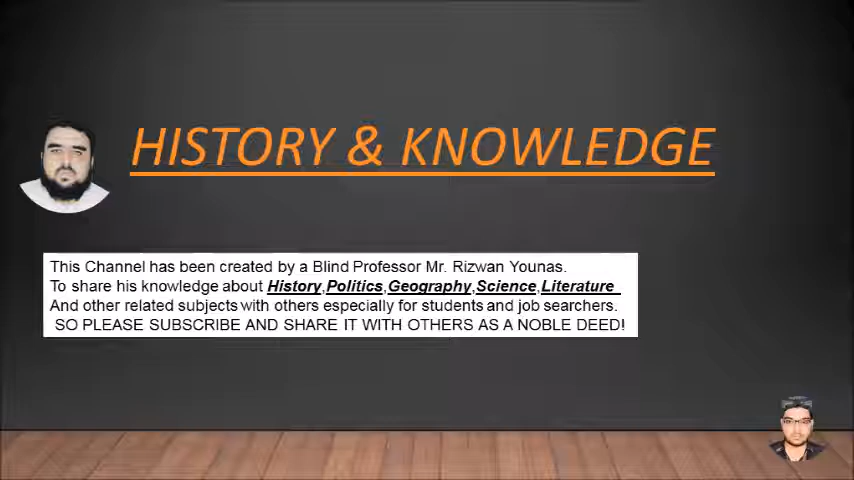 HISTORY & KNOWLEDGE
This Channel has been created by a Blind Professor Mr. Rizwan Younas.
To share his knowledge about History,Politics,Geography,Science,Literature
And other related subjects with others especially for students and job searchers.
SO PLEASE SUBSCRIBE AND SHARE IT WITH OTHERS AS A NOBLE DEED!